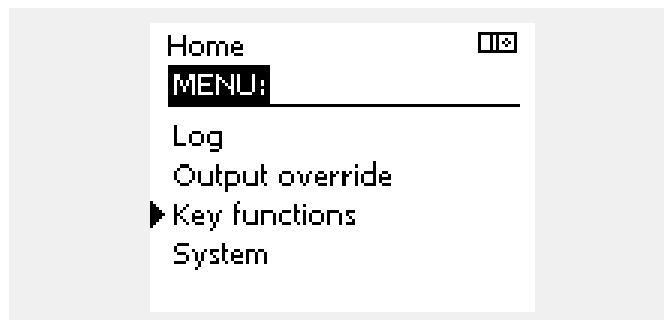 Home
MENU:
Log
Output override
Key functions
System